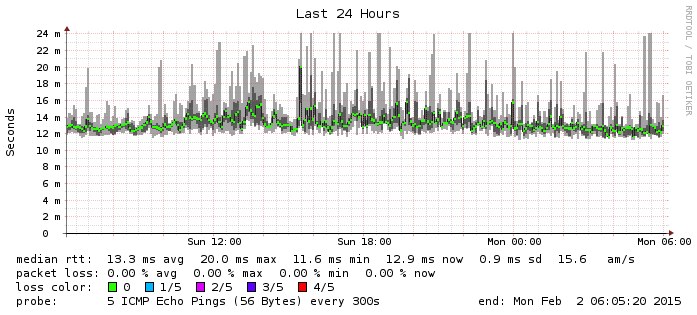 Last 24 Hours
RRDTOOL / TOBI OETIKER
Seconds
24 m
22 m
20 m
18 m
16 m
14 m
12 m
10 m
8 m
6 m
4 m
2 m
0
Sun 12:00 Sun 18:00 Mon 00:00 Mon 06:00
median rtt: 13.3 ms avg 20.0 ms max 11.6 ms min 12.9 ms now 0.9 ms sd 15.6 am/s
packet loss: 0.00 % avg 0.00 % max 0.00 % min 0.00 % now
loss color: 0 1/5 2/5 3/5 4/5
probe: 5 ICMP Echo Pings (56 Bytes) every 300s end: Mon Feb 2 06:05:20 2015